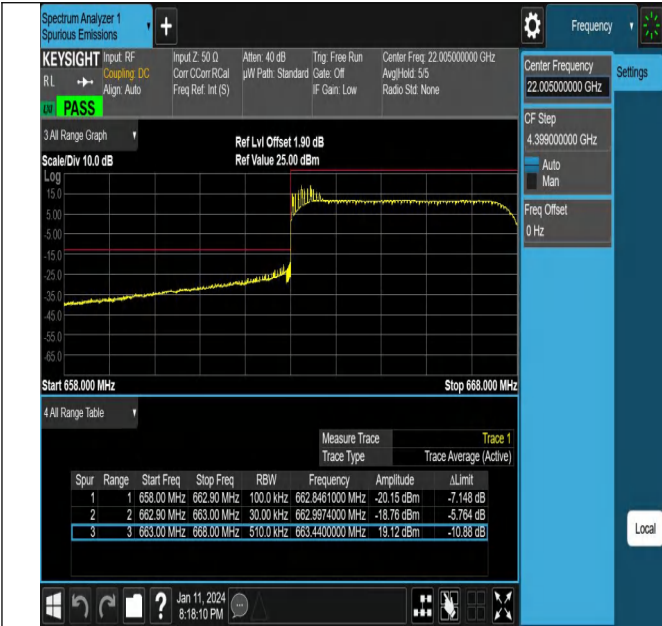 Spectrum Analyzer 1
Spurious Emissions
Frequency
KEYSIGHT Input: RF Input Z: 50 Ω Atten: 40 dB Trig: Free Run Center Freq: 22.005000000 GHz
RL Coupling: DC Corr CCorr RCal µW Path: Standard Gate: Off Avg|Hold: 5/5
Align: Auto Freq Ref: Int (S) IF Gain: Low Radio Std: None
LXI PASS
Center Frequency
22.005000000 GHz
Settings
CF Step
4.399000000 GHz
Auto
Man
Freq Offset
0 Hz
3 All Range Graph
Scale/Div 10.0 dB
Ref Lvl Offset 1.90 dB
Ref Value 25.00 dBm
Log
15.0
5.00
-5.00
-15.0
-25.0
-35.0
-45.0
-55.0
-65.0
Start 658.000 MHz Stop 668.000 MHz
4 All Range Table
Measure Trace Trace 1
Trace Type Trace Average (Active)
Spur Range Start Freq Stop Freq RBW Frequency Amplitude ΔLimit
1 1 658.00 MHz 662.90 MHz 100.0 kHz 662.8461000 MHz -20.15 dBm -7.148 dB
2 2 662.90 MHz 663.00 MHz 30.00 kHz 662.9974000 MHz -18.76 dBm -5.764 dB
3 3 663.00 MHz 668.00 MHz 510.0 kHz 663.4400000 MHz 19.12 dBm -10.88 dB
Local
Jan 11, 2024
8:18:10 PM